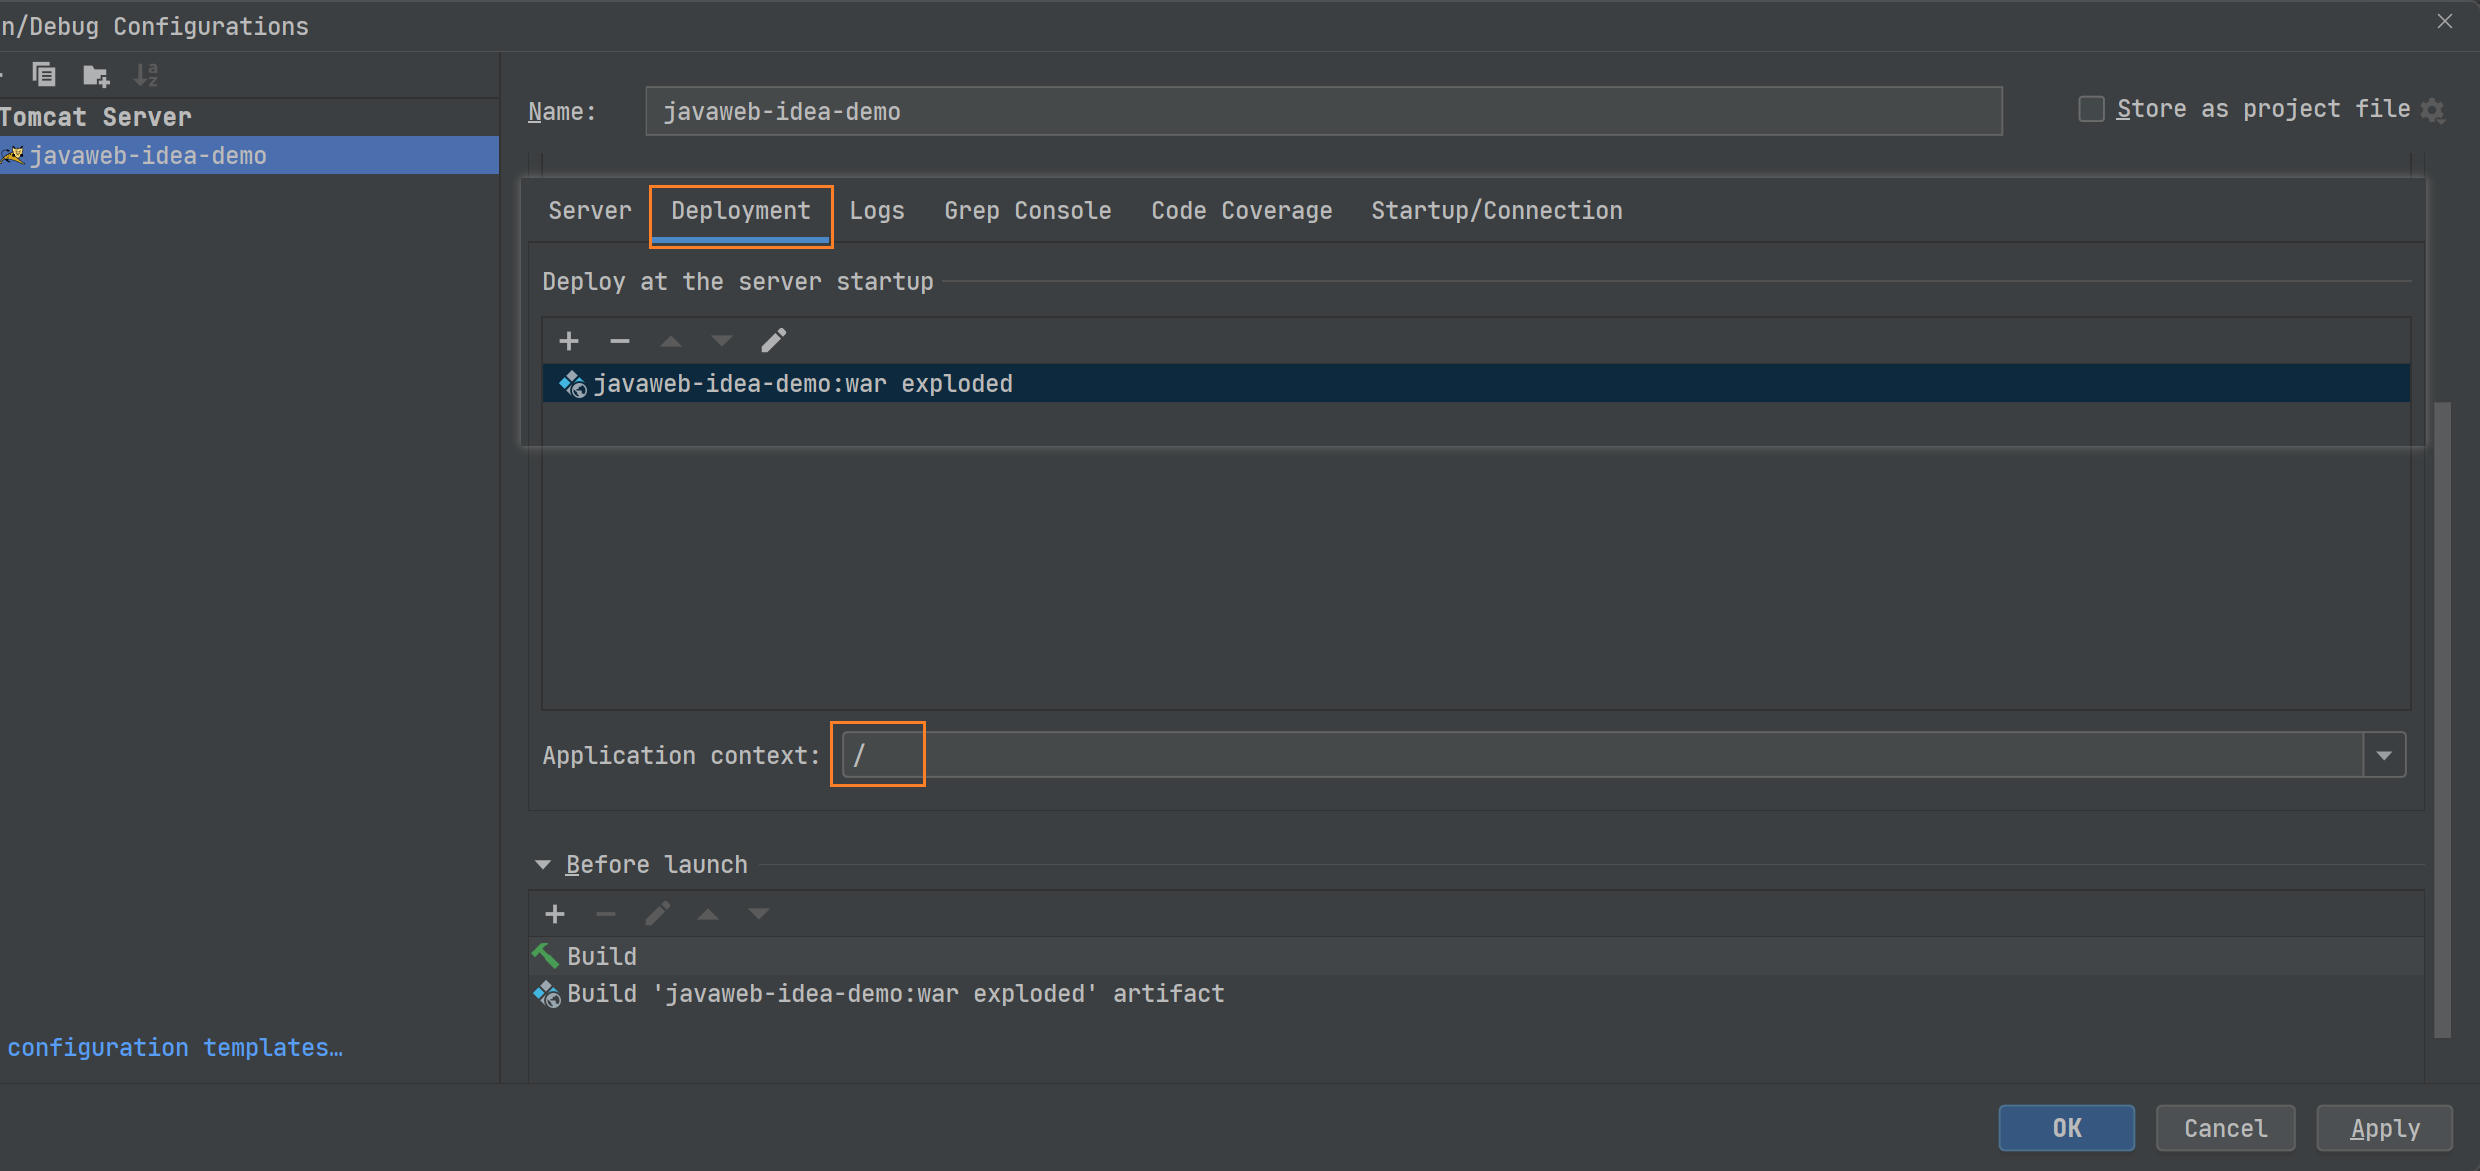 n/Debug Configurations
Tomcat Server
javaweb-idea-demo
configuration templates...
Name: javaweb-idea-demo
Store as project file
Server Deployment Logs Grep Console Code Coverage Startup/Connection
Deploy at the server startup
javaweb-idea-demo:war exploded
Application context: /
Before launch
Build
Build 'javaweb-idea-demo:war exploded' artifact
OK Cancel Apply